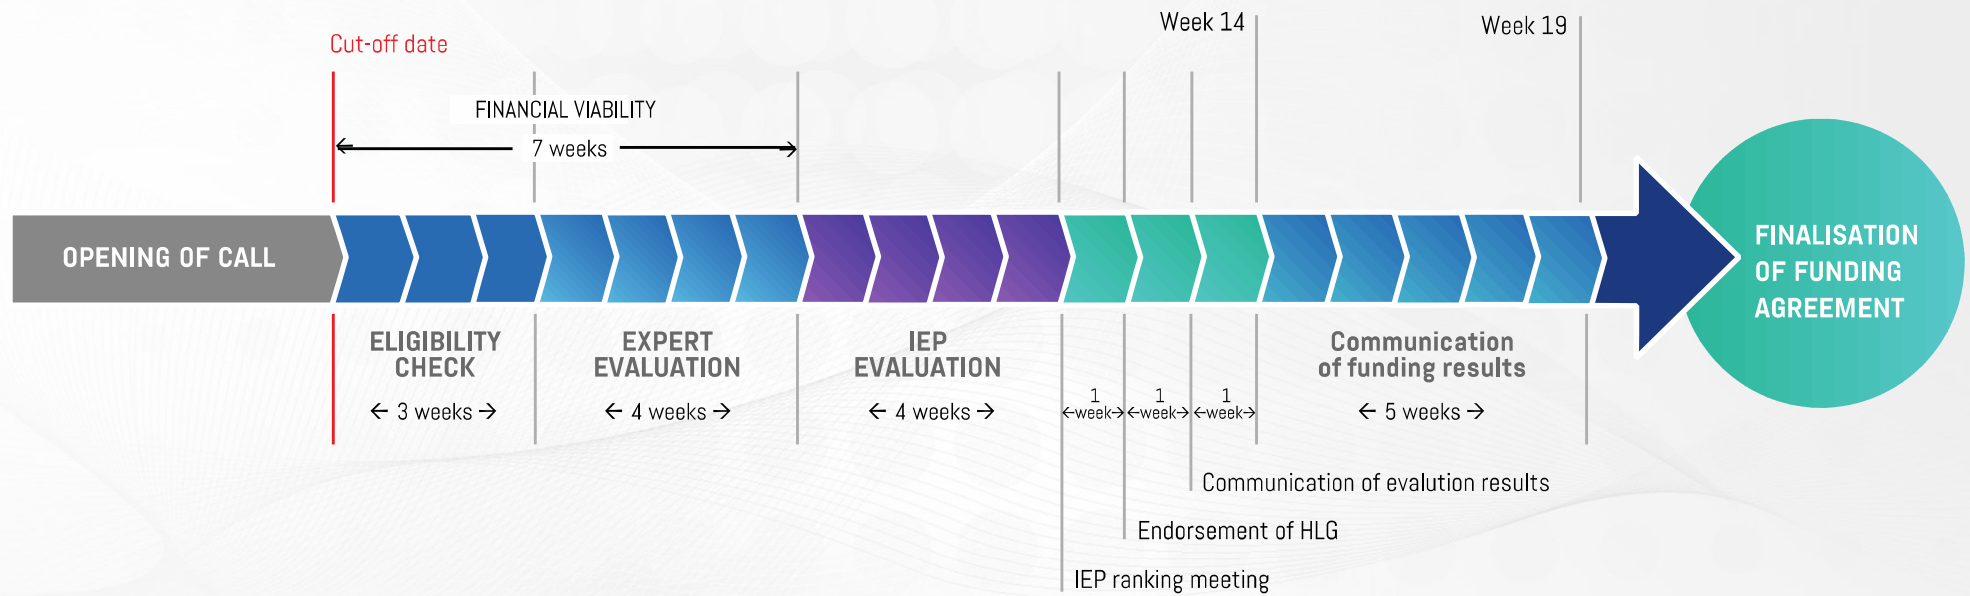 Week 14
Week 19
Cut-off date
FINANCIAL VIABILITY
← 7 weeks →
OPENING OF CALL
FINALISATION
OF FUNDING
AGREEMENT
ELIGIBILITY
CHECK
← 3 weeks →
EXPERT
EVALUATION
← 4 weeks →
IEP
EVALUATION
← 4 weeks →
1
←week→
1
←week→
1
←week→
Communication
of funding results
← 5 weeks →
Communication of evalution results
Endorsement of HLG
IEP ranking meeting